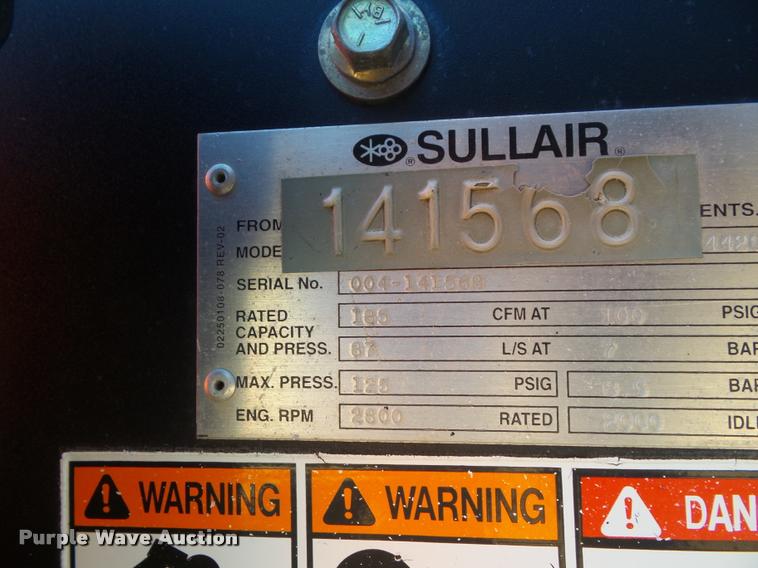 SULLAIR
141568
FROM ENTS.
MODE
SERIAL No. 004-141568
RATED
CAPACITY
AND PRESS.
185 CFM AT 100 PSIG
87 L/S AT 7 BAR
MAX. PRESS. 125 PSIG BAR
ENG. RPM RATED IDL
02250108-078 REV-02
WARNING
WARNING
DAN
Purple Wave Auction